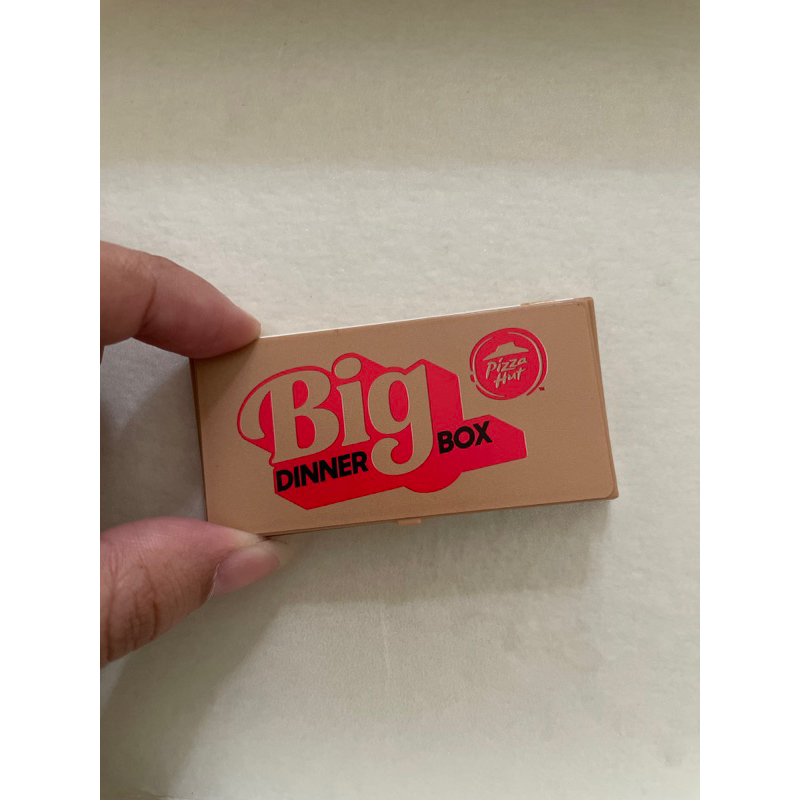 Big
DINNER BOX
Pizza
Hut